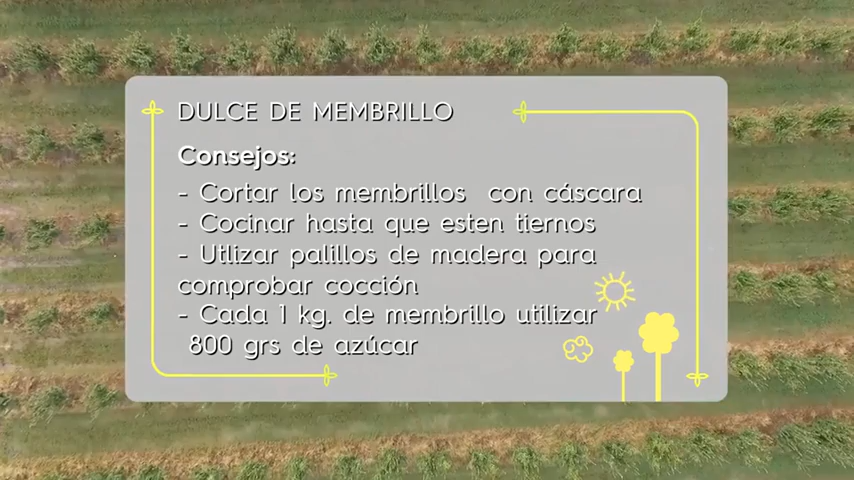 DULCE DE MEMBRILLO
Consejos:
- Cortar los membrillos con cáscara
- Cocinar hasta que esten tiernos
- Utlizar palillos de madera para
comprobar cocción
- Cada 1 kg. de membrillo utilizar
800 grs de azúcar